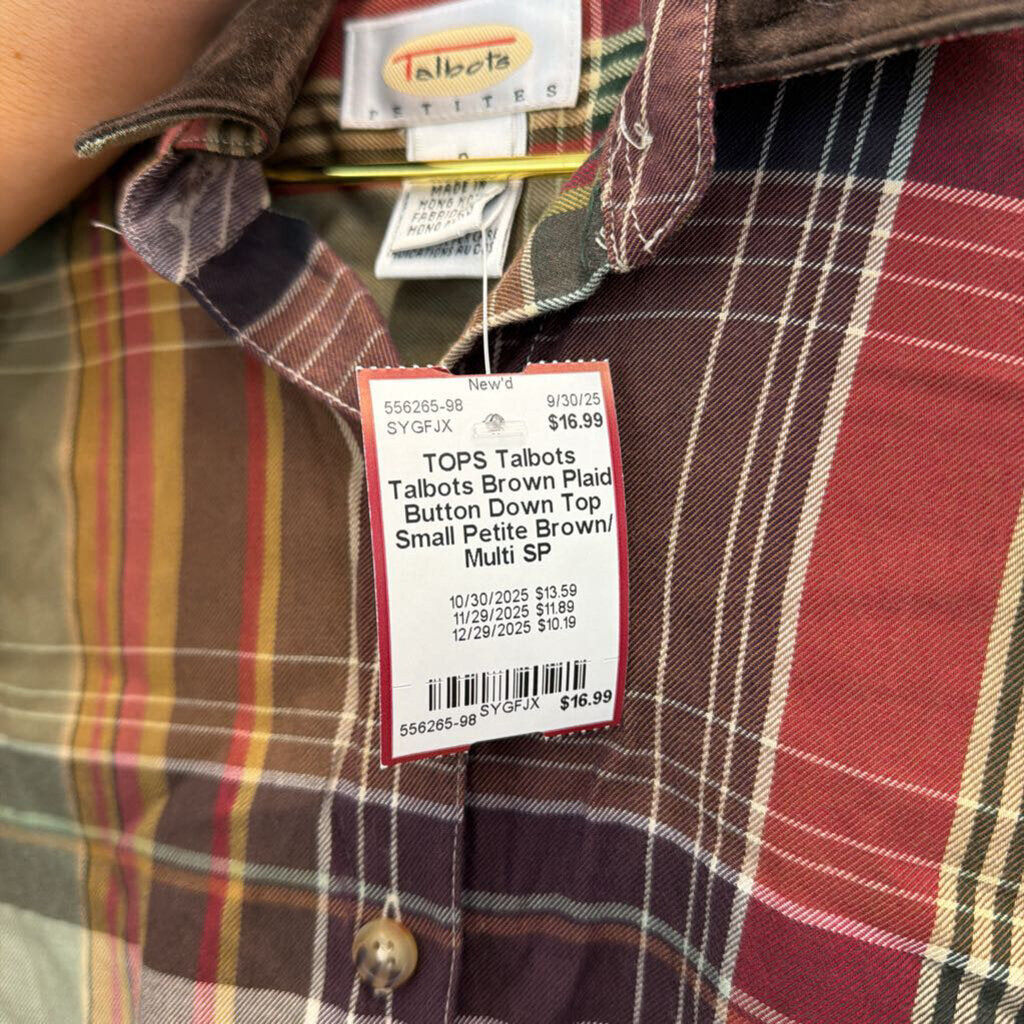 Talbots
PETITES
MADE IN
HONG KONG
New'd
556265-98 9/30/25
SYGFJX $16.99
TOPS Talbots
Talbots Brown Plaid
Button Down Top
Small Petite Brown/
Multi SP
10/30/2025 $13.59
11/29/2025 $11.89
12/29/2025 $10.19
SYGFJX $16.99
556265-98